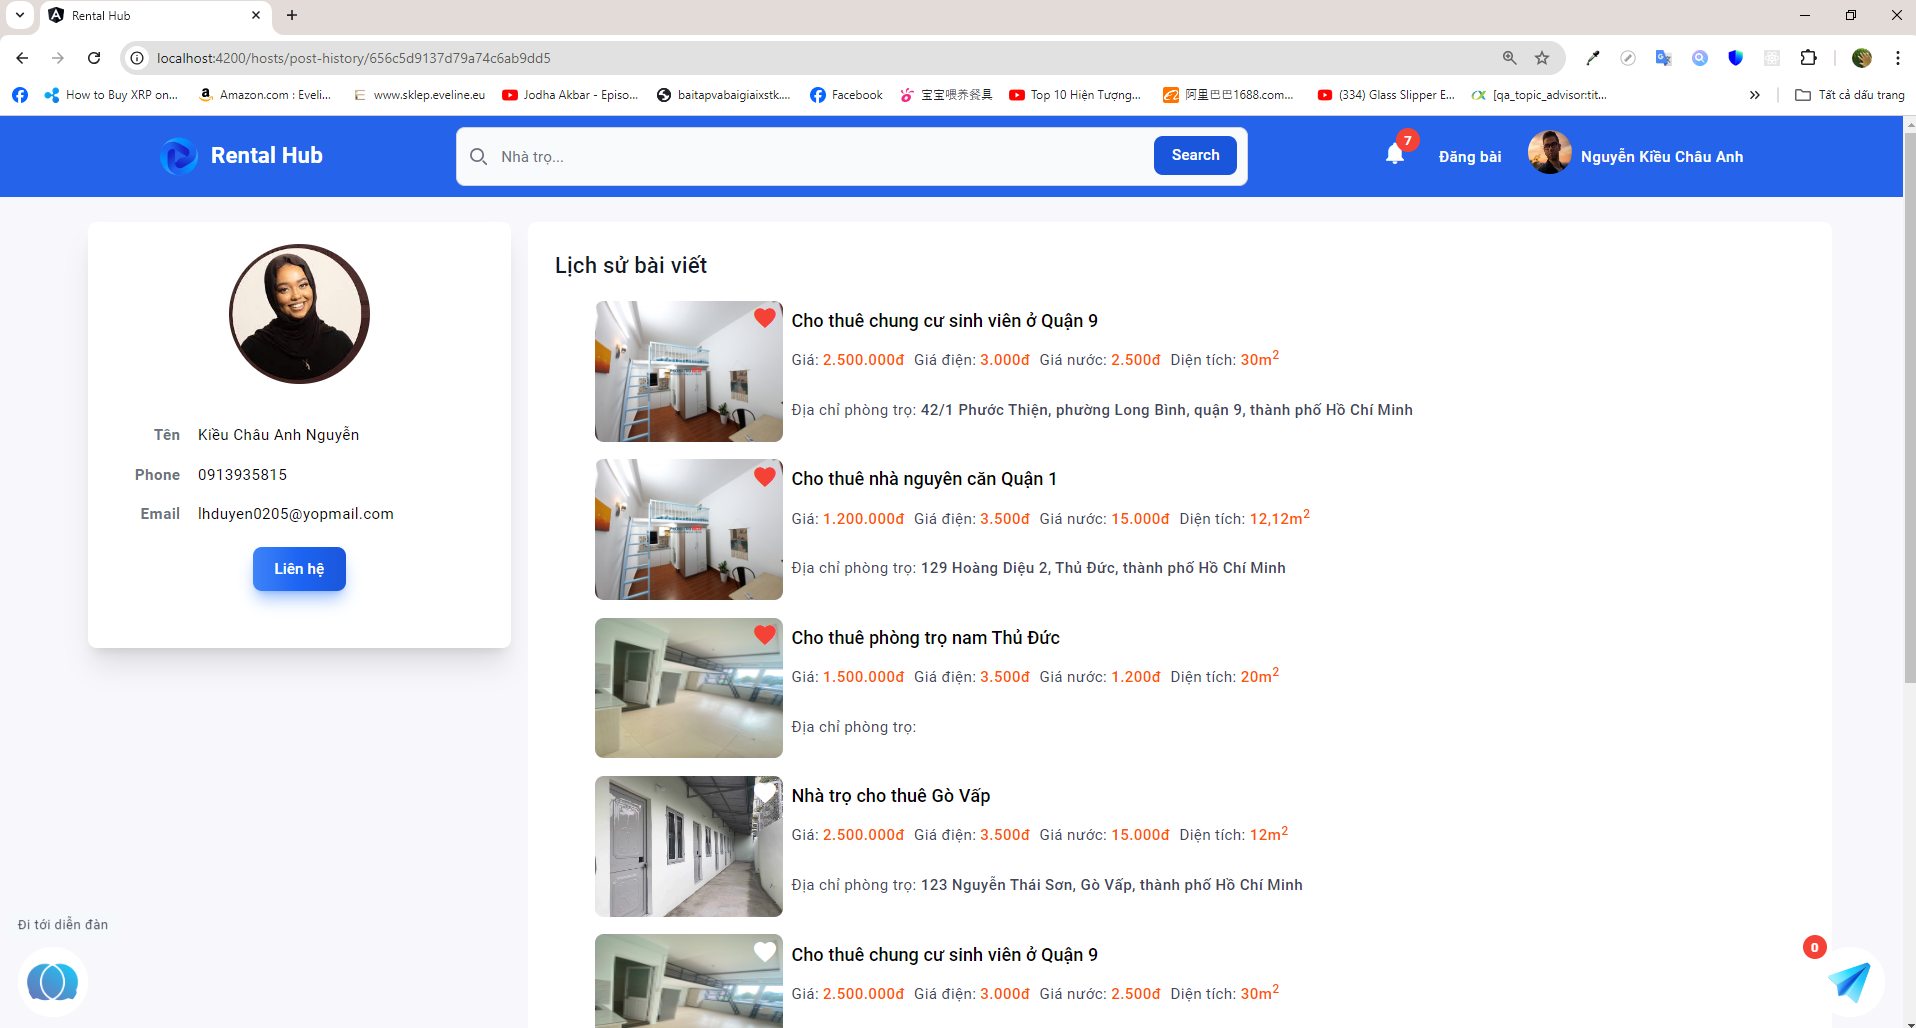 Rental Hub
localhost:4200/hosts/post-history/656c5d9137d79a74c6ab9dd5
How to Buy XRP on...
Amazon.com : Eveli...
www.sklep.eveline.eu
Jodha Akbar - Episo...
baitapvabaigiaixstk....
Facebook
宝宝喂养餐具
Top 10 Hiện Tượng...
阿里巴巴1688.com...
(334) Glass Slipper E...
[qa_topic_advisor:tit...
Tất cả dấu trang
Rental Hub
Nhà trọ...
Search
7
Đăng bài
Nguyễn Kiều Châu Anh
Tên Kiều Châu Anh Nguyễn
Phone 0913935815
Email lhduyen0205@yopmail.com
Liên hệ
Lịch sử bài viết
Cho thuê chung cư sinh viên ở Quận 9
Giá: 2.500.000đ Giá điện: 3.000đ Giá nước: 2.500đ Diện tích: 30m²
Địa chỉ phòng trọ: 42/1 Phước Thiện, phường Long Bình, quận 9, thành phố Hồ Chí Minh
Cho thuê nhà nguyên căn Quận 1
Giá: 1.200.000đ Giá điện: 3.500đ Giá nước: 15.000đ Diện tích: 12,12m²
Địa chỉ phòng trọ: 129 Hoàng Diệu 2, Thủ Đức, thành phố Hồ Chí Minh
Cho thuê phòng trọ nam Thủ Đức
Giá: 1.500.000đ Giá điện: 3.500đ Giá nước: 1.200đ Diện tích: 20m²
Địa chỉ phòng trọ:
Nhà trọ cho thuê Gò Vấp
Giá: 2.500.000đ Giá điện: 3.500đ Giá nước: 15.000đ Diện tích: 12m²
Địa chỉ phòng trọ: 123 Nguyễn Thái Sơn, Gò Vấp, thành phố Hồ Chí Minh
Cho thuê chung cư sinh viên ở Quận 9
Giá: 2.500.000đ Giá điện: 3.000đ Giá nước: 2.500đ Diện tích: 30m²
Đi tới diễn đàn
0